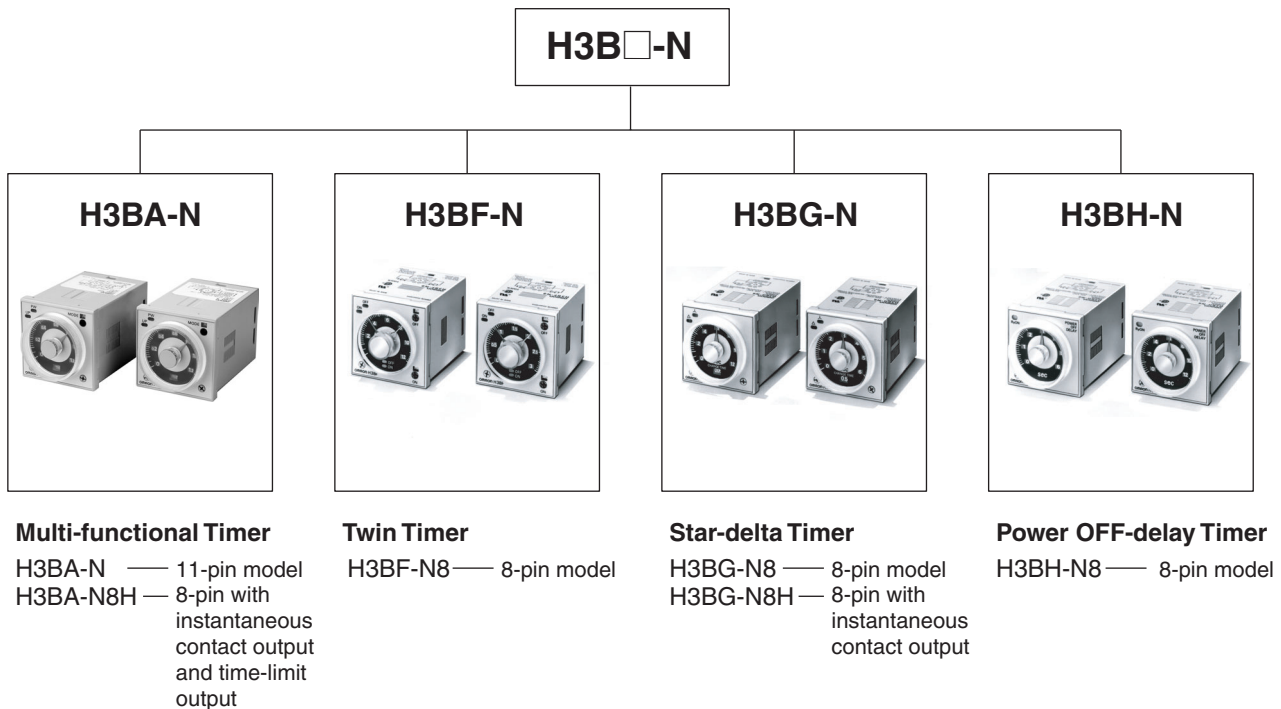 H3B□-N
H3BA-N
H3BF-N
H3BG-N
H3BH-N
Multi-functional Timer
H3BA-N —— 11-pin model
H3BA-N8H — 8-pin with
instantaneous
contact output
and time-limit
output
Twin Timer
H3BF-N8 —— 8-pin model
Star-delta Timer
H3BG-N8 —— 8-pin model
H3BG-N8H — 8-pin with
instantaneous
contact output
Power OFF-delay Timer
H3BH-N8 —— 8-pin model